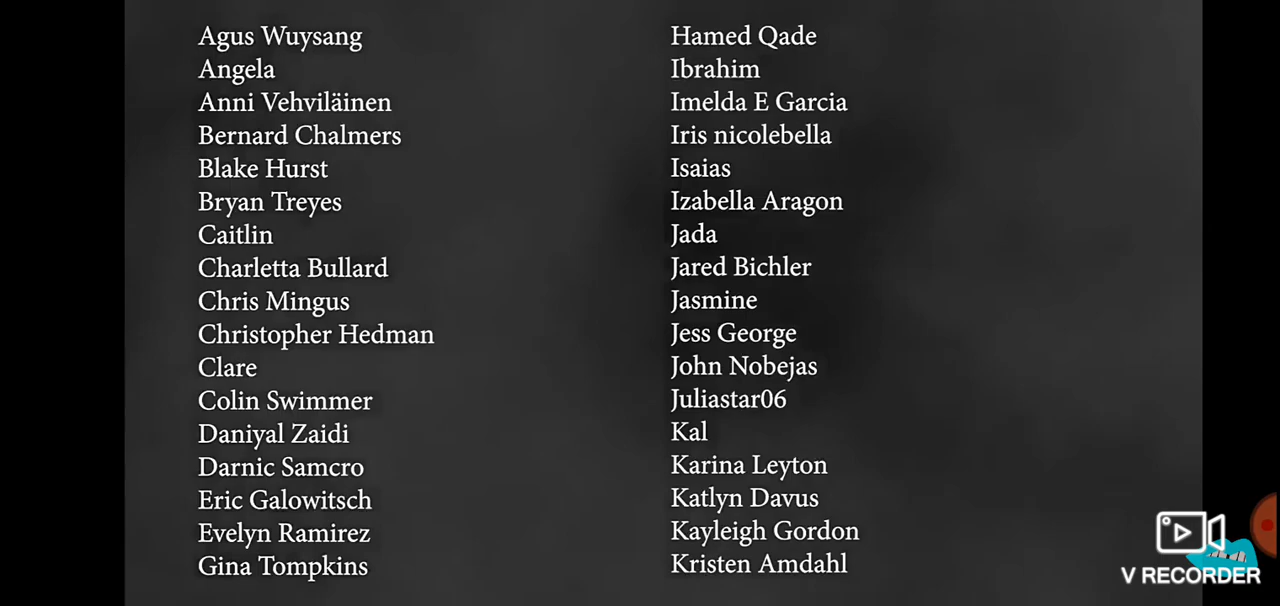 Agus Wuysang
Angela
Anni Vehviläinen
Bernard Chalmers
Blake Hurst
Bryan Treyes
Caitlin
Charletta Bullard
Chris Mingus
Christopher Hedman
Clare
Colin Swimmer
Daniyal Zaidi
Darnic Samcro
Eric Galowitsch
Evelyn Ramirez
Gina Tompkins
Hamed Qade
Ibrahim
Imelda E Garcia
Iris nicolebella
Isaias
Izabella Aragon
Jada
Jared Bichler
Jasmine
Jess George
John Nobejas
Juliastar06
Kal
Karina Leyton
Katlyn Davus
Kayleigh Gordon
Kristen Amdahl
V RECORDER